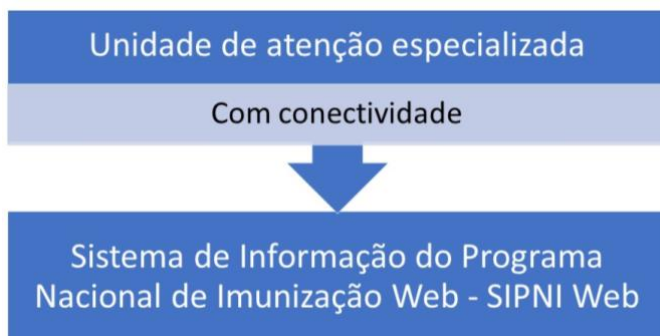 Unidade de atenção especializada
Com conectividade
Sistema de Informação do Programa
Nacional de Imunização Web - SIPNI Web